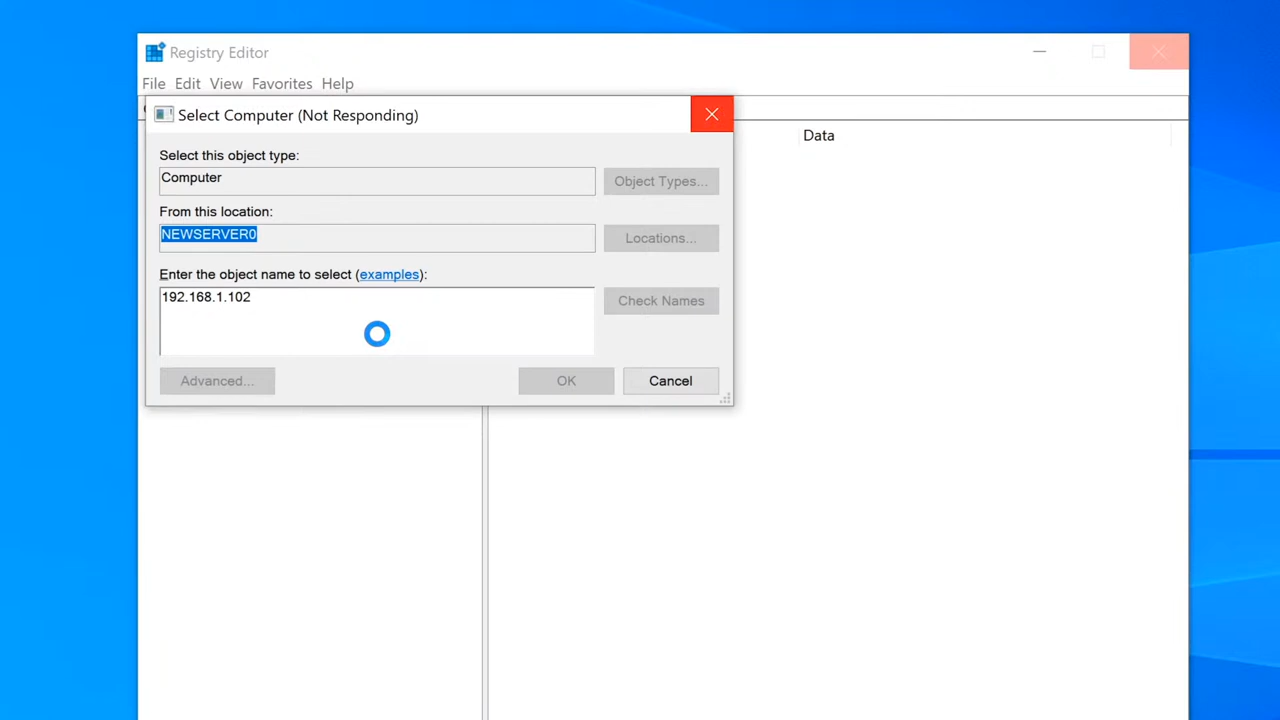 Registry Editor
File Edit View Favorites Help
Select Computer (Not Responding)
Data
Select this object type:
Computer
Object Types...
From this location:
NEWSERVER0
Locations...
Enter the object name to select (examples):
192.168.1.102
Check Names
Advanced...
OK
Cancel